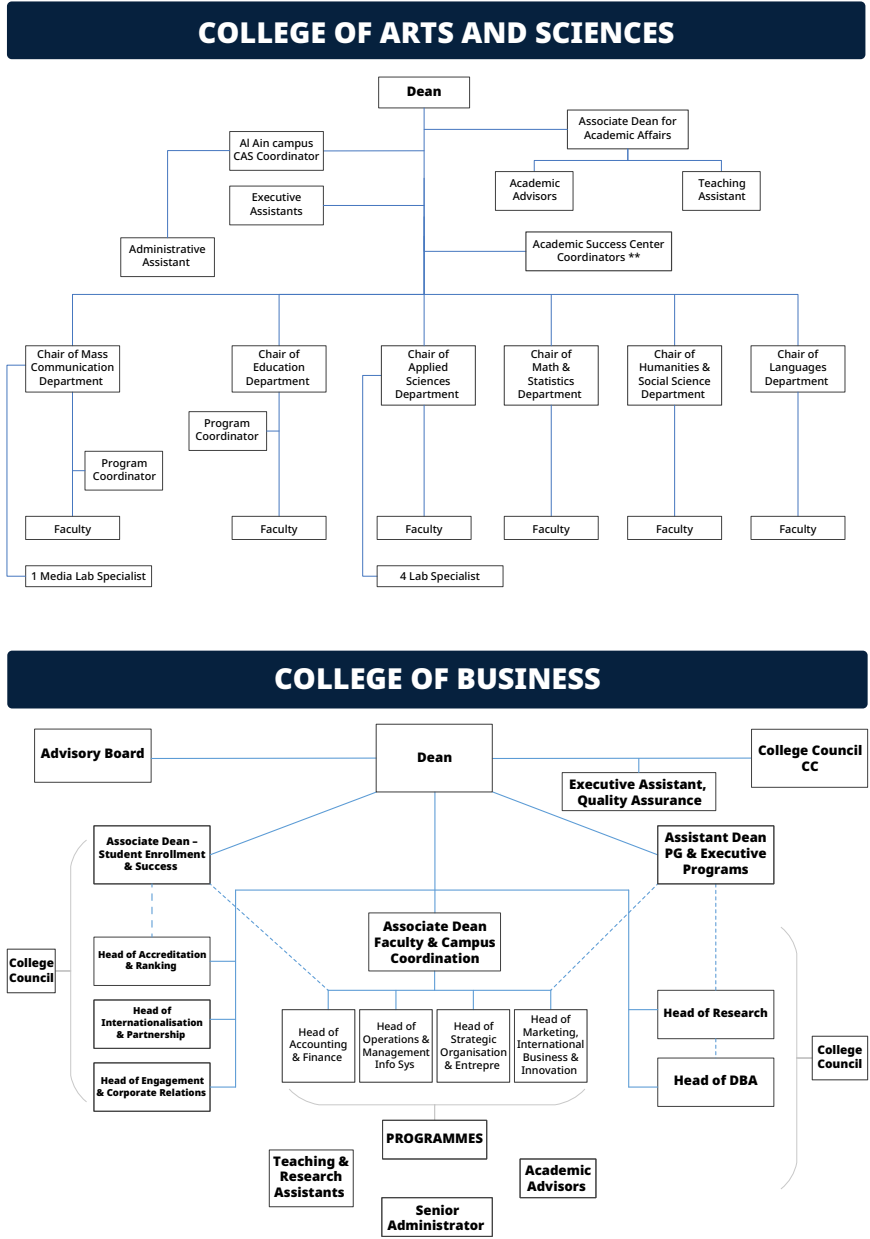 COLLEGE OF ARTS AND SCIENCES
Dean
Associate Dean for
Academic Affairs
Al Ain campus
CAS Coordinator
Academic
Advisors
Teaching
Assistant
Executive
Assistants
Administrative
Assistant
Academic Success Center
Coordinators **
Chair of Mass
Communication
Department
Chair of
Education
Department
Chair of
Applied
Sciences
Department
Chair of
Math &
Statistics
Department
Chair of
Humanities &
Social Science
Department
Chair of
Languages
Department
Program
Coordinator
Program
Coordinator
Faculty
Faculty
Faculty
Faculty
Faculty
Faculty
1 Media Lab Specialist
4 Lab Specialist
COLLEGE OF BUSINESS
Advisory Board
Dean
College Council
CC
Executive Assistant,
Quality Assurance
Associate Dean –
Student Enrollment
& Success
Assistant Dean
PG & Executive
Programs
Associate Dean
Faculty & Campus
Coordination
Head of Accreditation
& Ranking
College
Council
Head of
Internationalisation
& Partnership
Head of Engagement
& Corporate Relations
Head of
Accounting
& Finance
Head of
Operations &
Management
Info Sys
Head of
Strategic
Organisation
& Entrepre
Head of
Marketing,
International
Business &
Innovation
Head of Research
College
Council
Head of DBA
PROGRAMMES
Teaching &
Research
Assistants
Academic
Advisors
Senior
Administrator